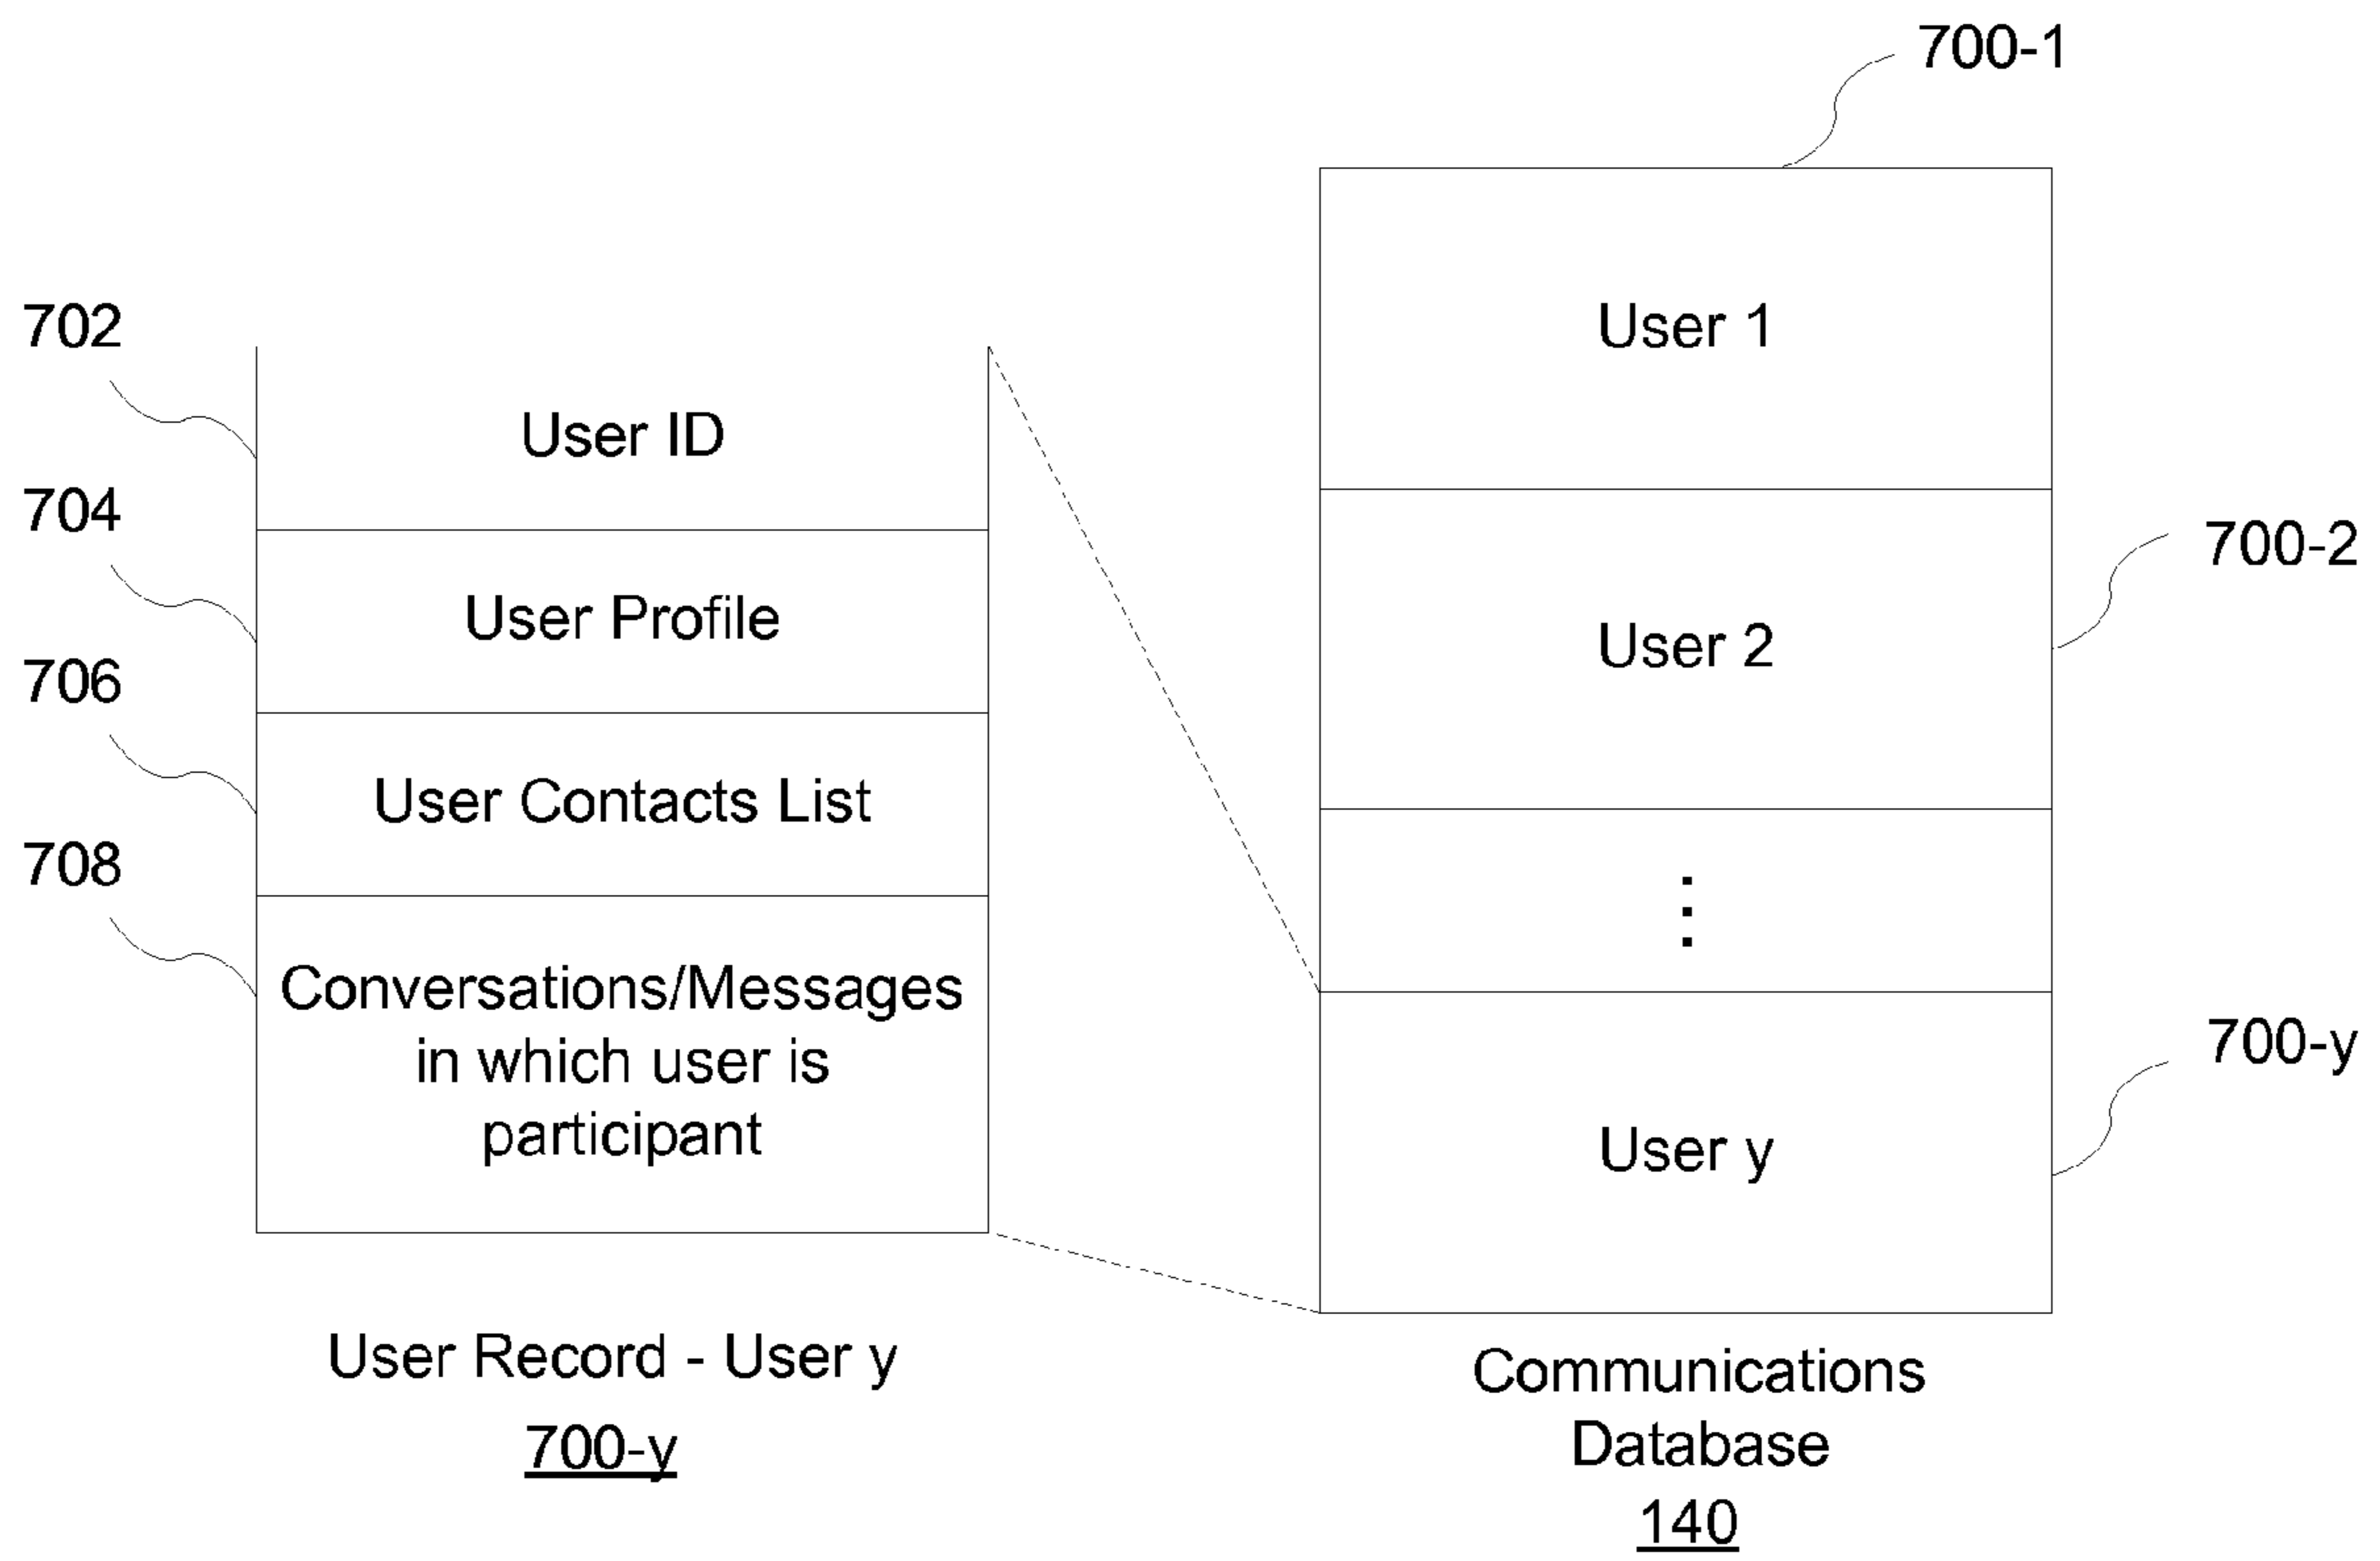 700-1
702
User 1
User ID
704
700-2
User Profile
User 2
706
User Contacts List
708
Conversations/Messages
in which user is
participant
700-y
User y
User Record - User y
700-y
Communications
Database
140